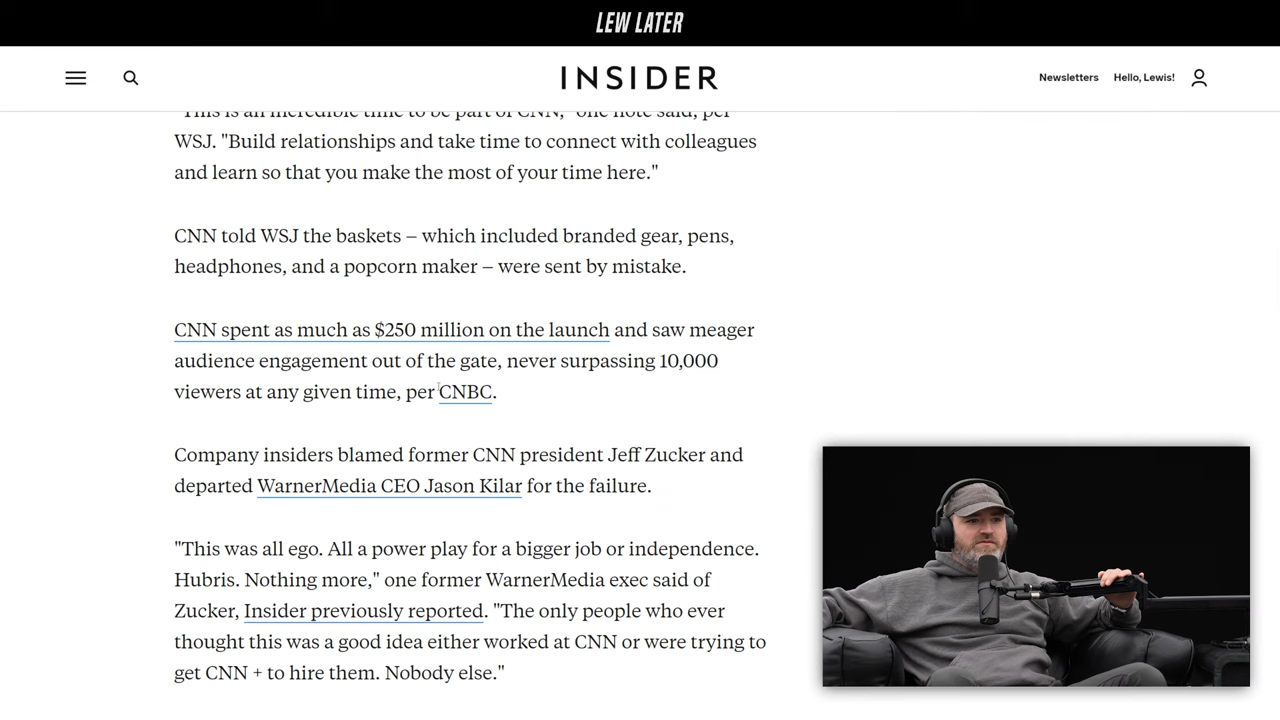 LEW LATER
INSIDER
Newsletters
Hello, Lewis!
"This is an incredible time to be part of CNN," one note said, per
WSJ. "Build relationships and take time to connect with colleagues
and learn so that you make the most of your time here."
CNN told WSJ the baskets – which included branded gear, pens,
headphones, and a popcorn maker – were sent by mistake.
CNN spent as much as $250 million on the launch and saw meager
audience engagement out of the gate, never surpassing 10,000
viewers at any given time, per CNBC.
Company insiders blamed former CNN president Jeff Zucker and
departed WarnerMedia CEO Jason Kilar for the failure.
"This was all ego. All a power play for a bigger job or independence.
Hubris. Nothing more," one former WarnerMedia exec said of
Zucker, Insider previously reported. "The only people who ever
thought this was a good idea either worked at CNN or were trying to
get CNN + to hire them. Nobody else."